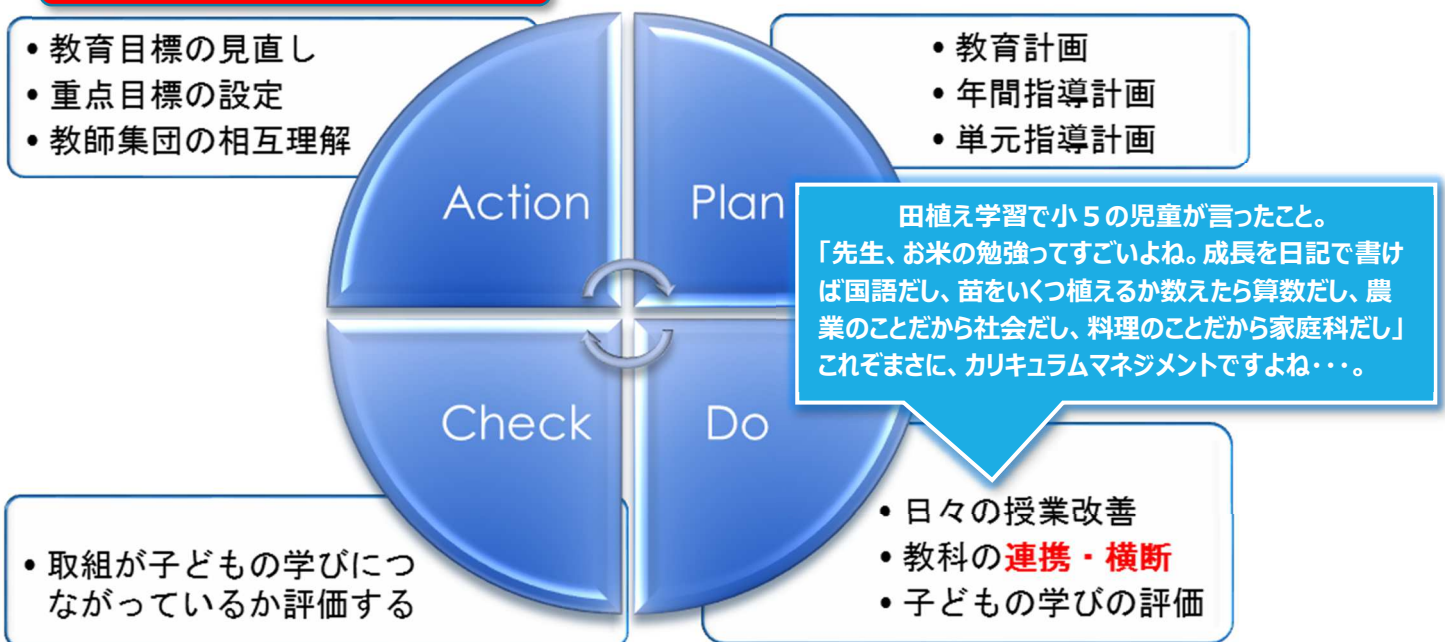 • 教育目標の見直し
• 重点目標の設定
• 教師集団の相互理解
• 教育計画
• 年間指導計画
• 単元指導計画
Action
Plan
田植え学習で小５の児童が言ったこと。
「先生、お米の勉強ってすごいよね。成長を日記で書け
ば国語だし、苗をいくつ植えるか数えたら算数だし、農
業のことだから社会だし、料理のことだから家庭科だし」
これぞまさに、カリキュラムマネジメントですよね・・・。
Check
Do
• 取組が子どもの学びにつ
ながっているか評価する
• 日々の授業改善
• 教科の連携・横断
• 子どもの学びの評価